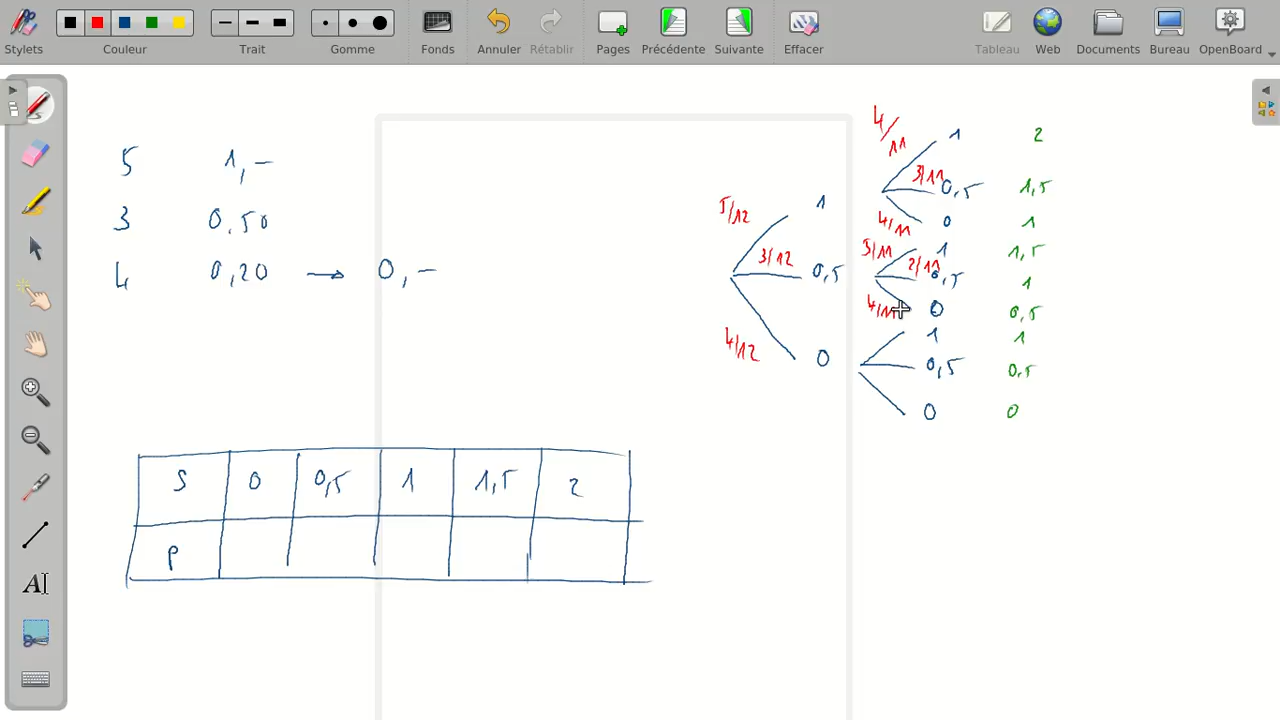 Stylets Couleur Trait Gomme Fonds Annuler Rétablir Pages Précédente Suivante Effacer Tableau Web Documents Bureau OpenBoard
5 1,-
3 0,50
4 0,20 → 0,-
5/12 1
3/12 0,5
4/12 0
4/11 1 2
3/11 0,5 1,5
4/11 0 1
5/11 1 1,5
2/11 0,5 1
4/11 0 0,5
1 1
0,5 0,5
0 0
S 0 0,5 1 1,5 2
P
AI